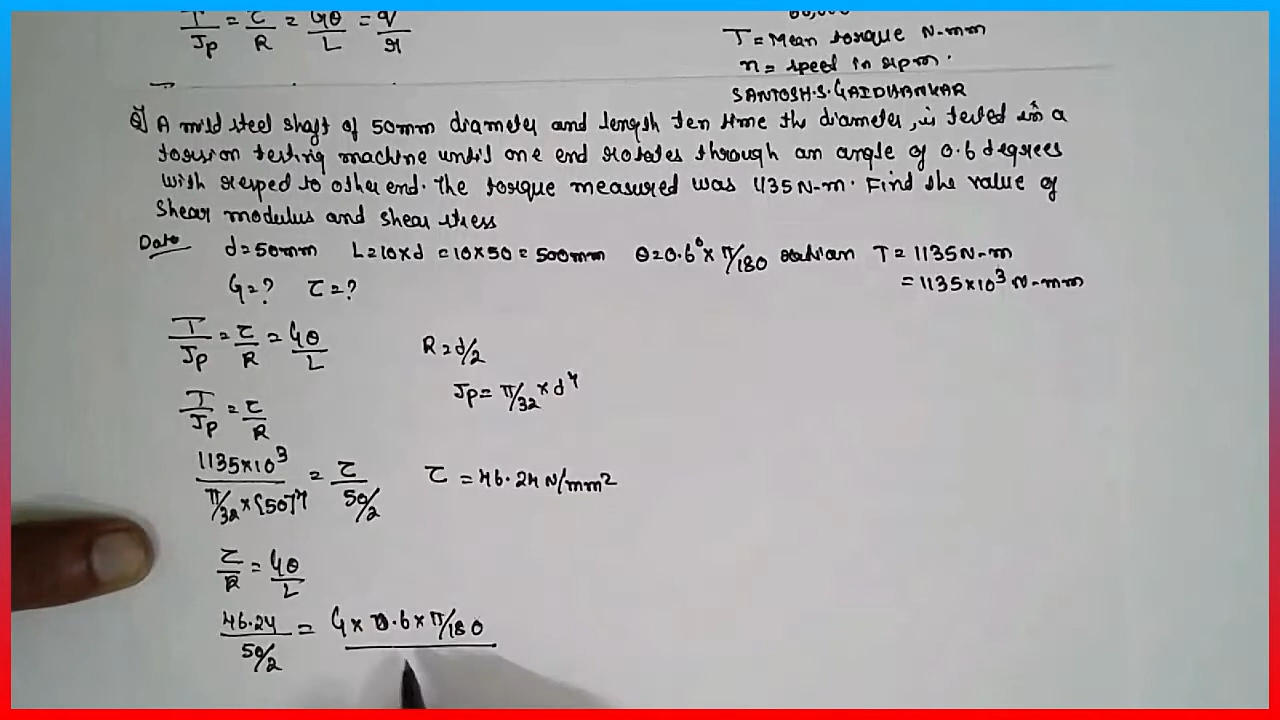 T/Jp = τ/R = Gθ/L = q/r
60,000
T = Mean torque N-mm
n = speed in rpm.
SANTOSH.S.GAIDHANKAR
Q] A mild steel shaft of 50mm diameter and length ten time the diameter, is tested in a
torsion testing machine until one end rotates through an angle of 0.6 degrees
with resped to other end. The torque measured was 1135 N-m. Find the value of
shear modulus and shear stress
Data d=50mm L=10×d =10×50 = 500mm θ=0.6°×π/180 radian T=1135N-m
=1135×10³ N-mm
G=? τ=?
T/Jp = τ/R = Gθ/L R=d/2
Jp= π/32 × d⁴
T/Jp = τ/R
1135×10³ / π/32×{50}⁴ = τ / 50/2 τ = 46.24 N/mm²
τ/R = Gθ/L
46.24 / 50/2 = G × 0.6 × π/180